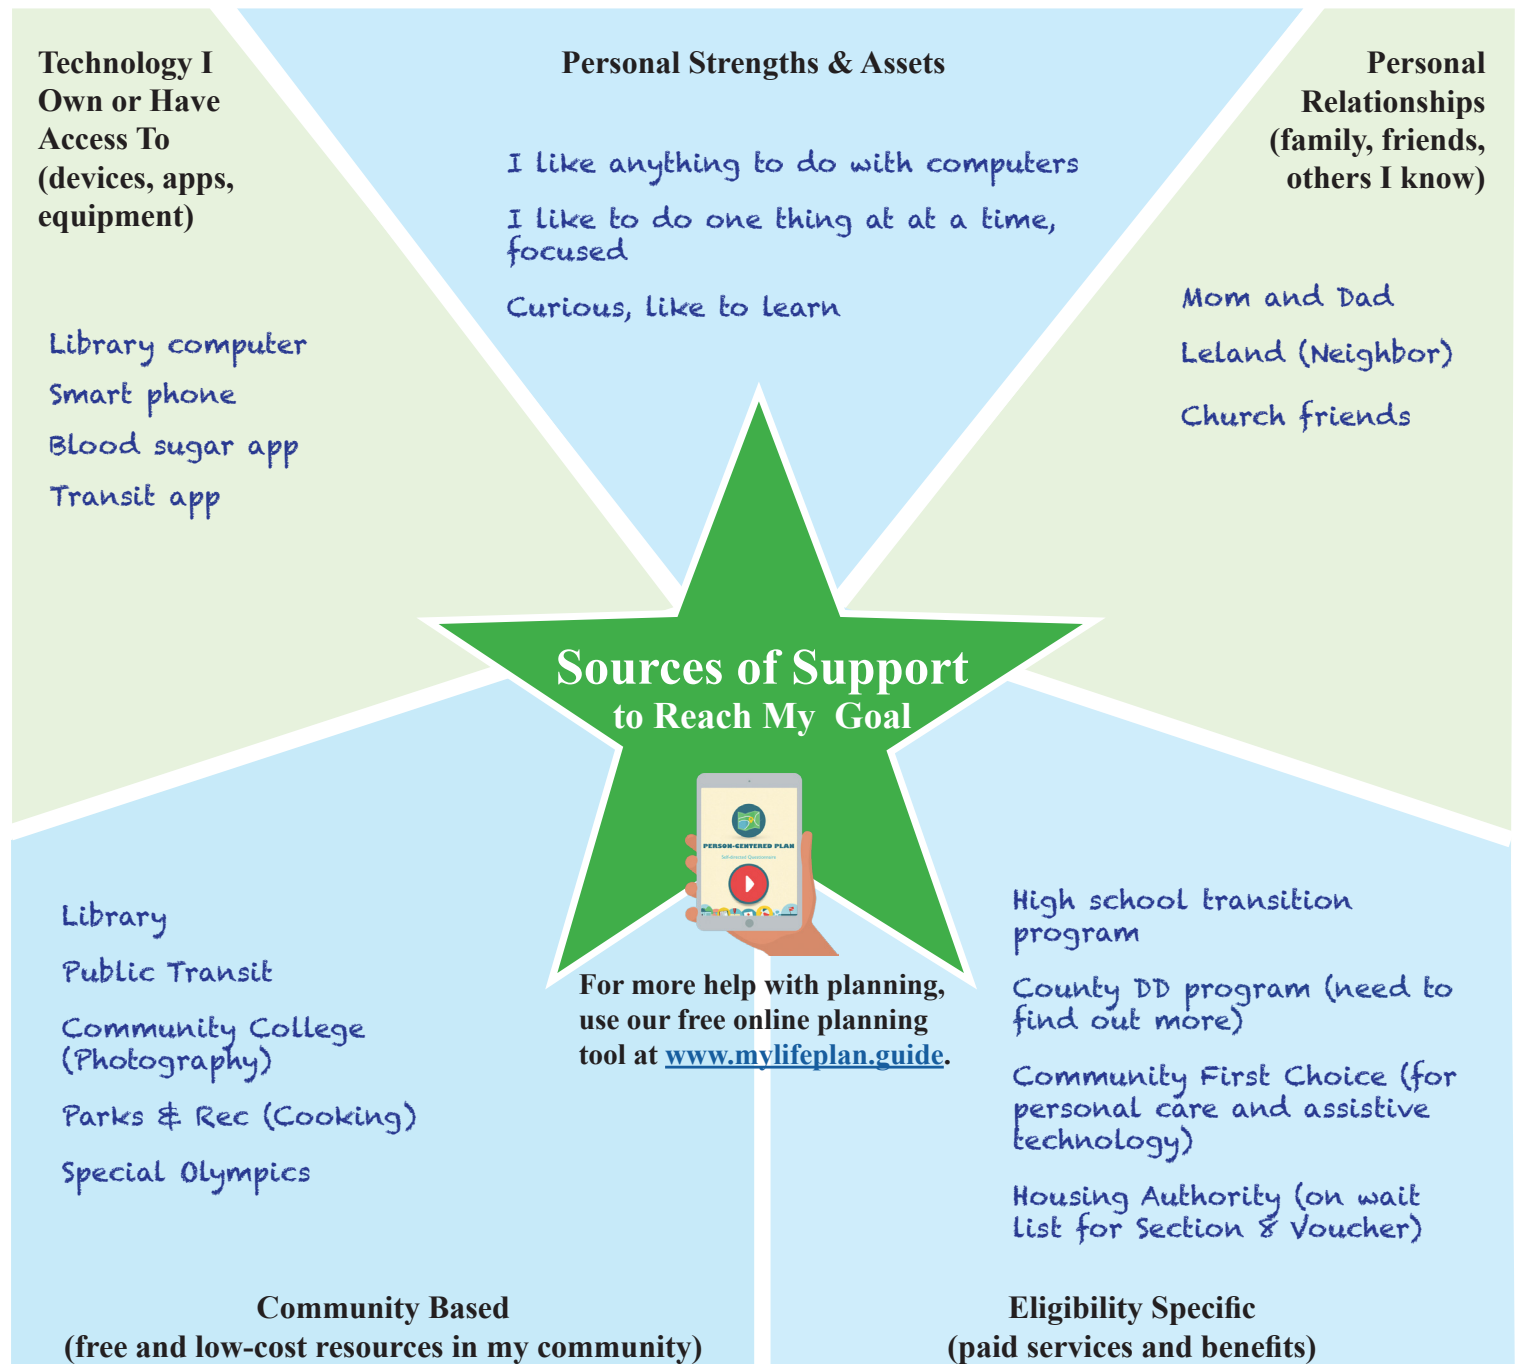 Technology I
Own or Have
Access To
(devices, apps,
equipment)
Library computer
Smart phone
Blood sugar app
Transit app
Personal Strengths & Assets
I like anything to do with computers
I like to do one thing at at a time,
focused
Curious, like to learn
Personal
Relationships
(family, friends,
others I know)
Mom and Dad
Leland (Neighbor)
Church friends
Sources of Support
to Reach My Goal
PERSON-CENTERED PLAN
Self-directed Questionnaire
For more help with planning,
use our free online planning
tool at www.mylifeplan.guide.
Library
Public Transit
Community College
(Photography)
Parks & Rec (Cooking)
Special Olympics
Community Based
(free and low-cost resources in my community)
High school transition
program
County DD program (need to
find out more)
Community First Choice (for
personal care and assistive
technology)
Housing Authority (on wait
list for Section 8 Voucher)
Eligibility Specific
(paid services and benefits)